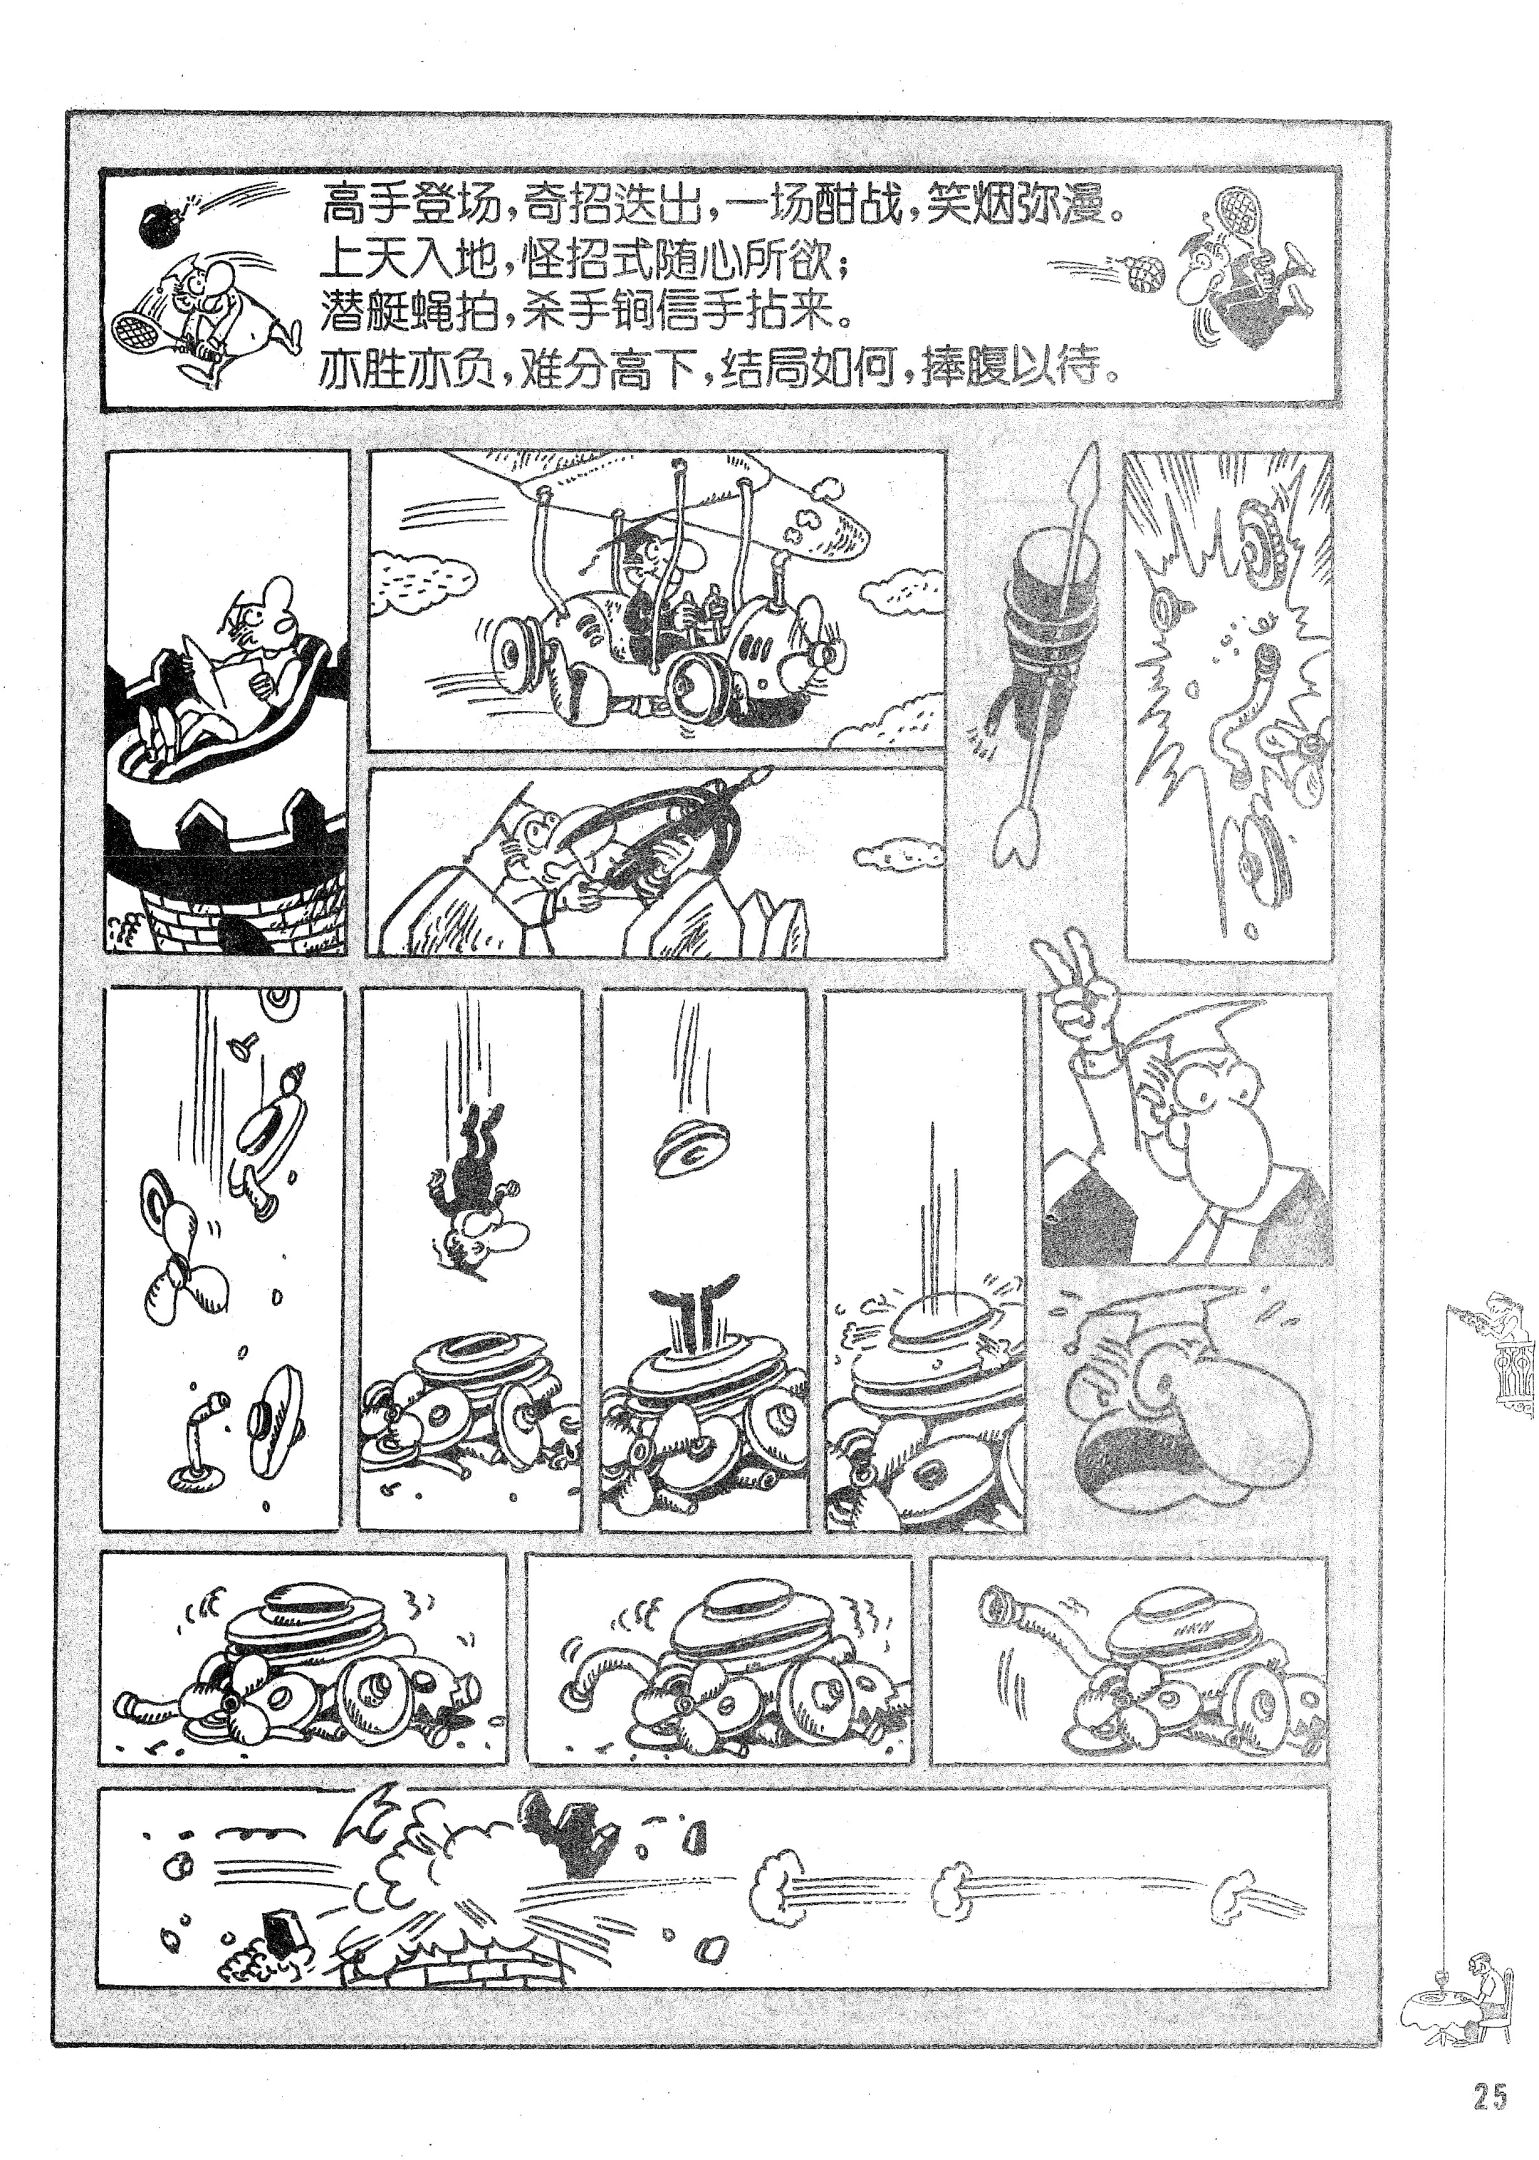 高手登场，奇招迭出，一场酣战，笑烟弥漫。
上天入地，怪招式随心所欲；
潜艇蝇拍，杀手锏信手拈来。
亦胜亦负，难分高下，结局如何，捧腹以待。
25